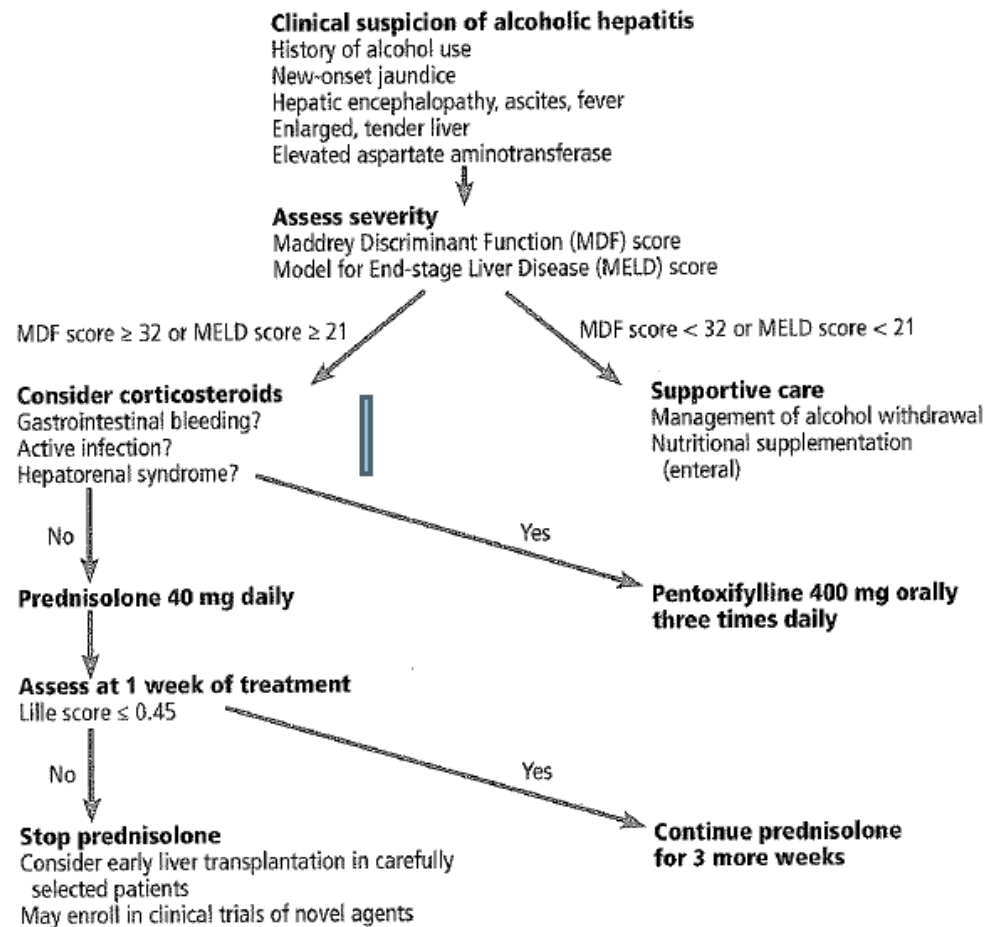 Clinical suspicion of alcoholic hepatitis
History of alcohol use
New-onset jaundice
Hepatic encephalopathy, ascites, fever
Enlarged, tender liver
Elevated aspartate aminotransferase
Assess severity
Maddrey Discriminant Function (MDF) score
Model for End-stage Liver Disease (MELD) score
MDF score ≥ 32 or MELD score ≥ 21
MDF score < 32 or MELD score < 21
Consider corticosteroids
Gastrointestinal bleeding?
Active infection?
Hepatorenal syndrome?
Supportive care
Management of alcohol withdrawal
Nutritional supplementation
(enteral)
No
Yes
Prednisolone 40 mg daily
Pentoxifylline 400 mg orally
three times daily
Assess at 1 week of treatment
Lille score ≤ 0.45
No
Yes
Stop prednisolone
Consider early liver transplantation in carefully
selected patients
May enroll in clinical trials of novel agents
Continue prednisolone
for 3 more weeks